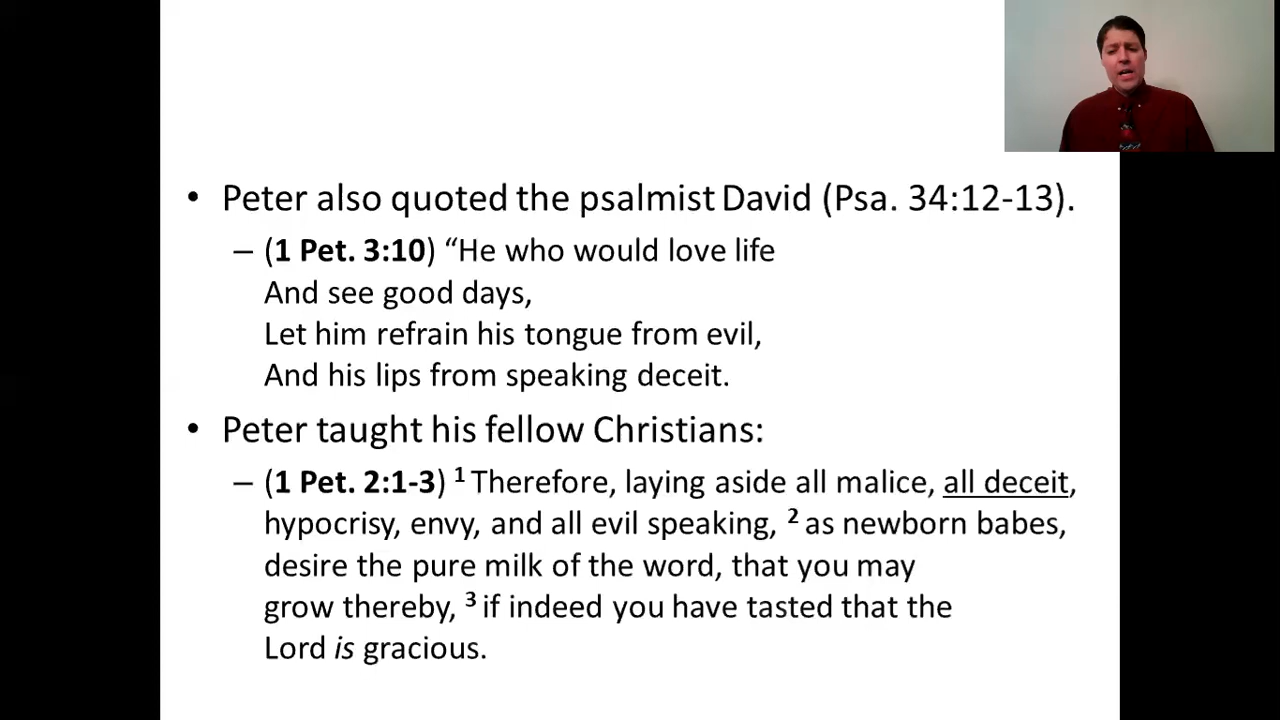 • Peter also quoted the psalmist David (Psa. 34:12-13).
– (1 Pet. 3:10) “He who would love life
And see good days,
Let him refrain his tongue from evil,
And his lips from speaking deceit.
• Peter taught his fellow Christians:
– (1 Pet. 2:1-3) 1 Therefore, laying aside all malice, all deceit,
hypocrisy, envy, and all evil speaking, 2 as newborn babes,
desire the pure milk of the word, that you may
grow thereby, 3 if indeed you have tasted that the
Lord is gracious.